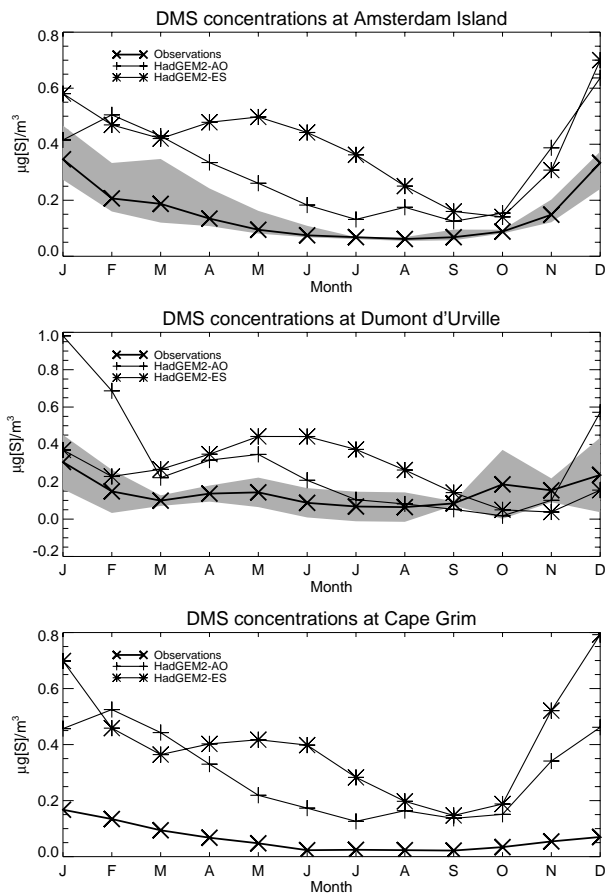 DMS concentrations at Amsterdam Island
0.8
0.6
0.4
0.2
0.0
µg[S]/m³
Observations
HadGEM2-AO
HadGEM2-ES
J F M A M J J A S O N D
Month
DMS concentrations at Dumont d'Urville
1.0
0.8
0.6
0.4
0.2
0.0
-0.2
µg[S]/m³
Observations
HadGEM2-AO
HadGEM2-ES
J F M A M J J A S O N D
Month
DMS concentrations at Cape Grim
0.8
0.6
0.4
0.2
0.0
µg[S]/m³
Observations
HadGEM2-AO
HadGEM2-ES
J F M A M J J A S O N D
Month